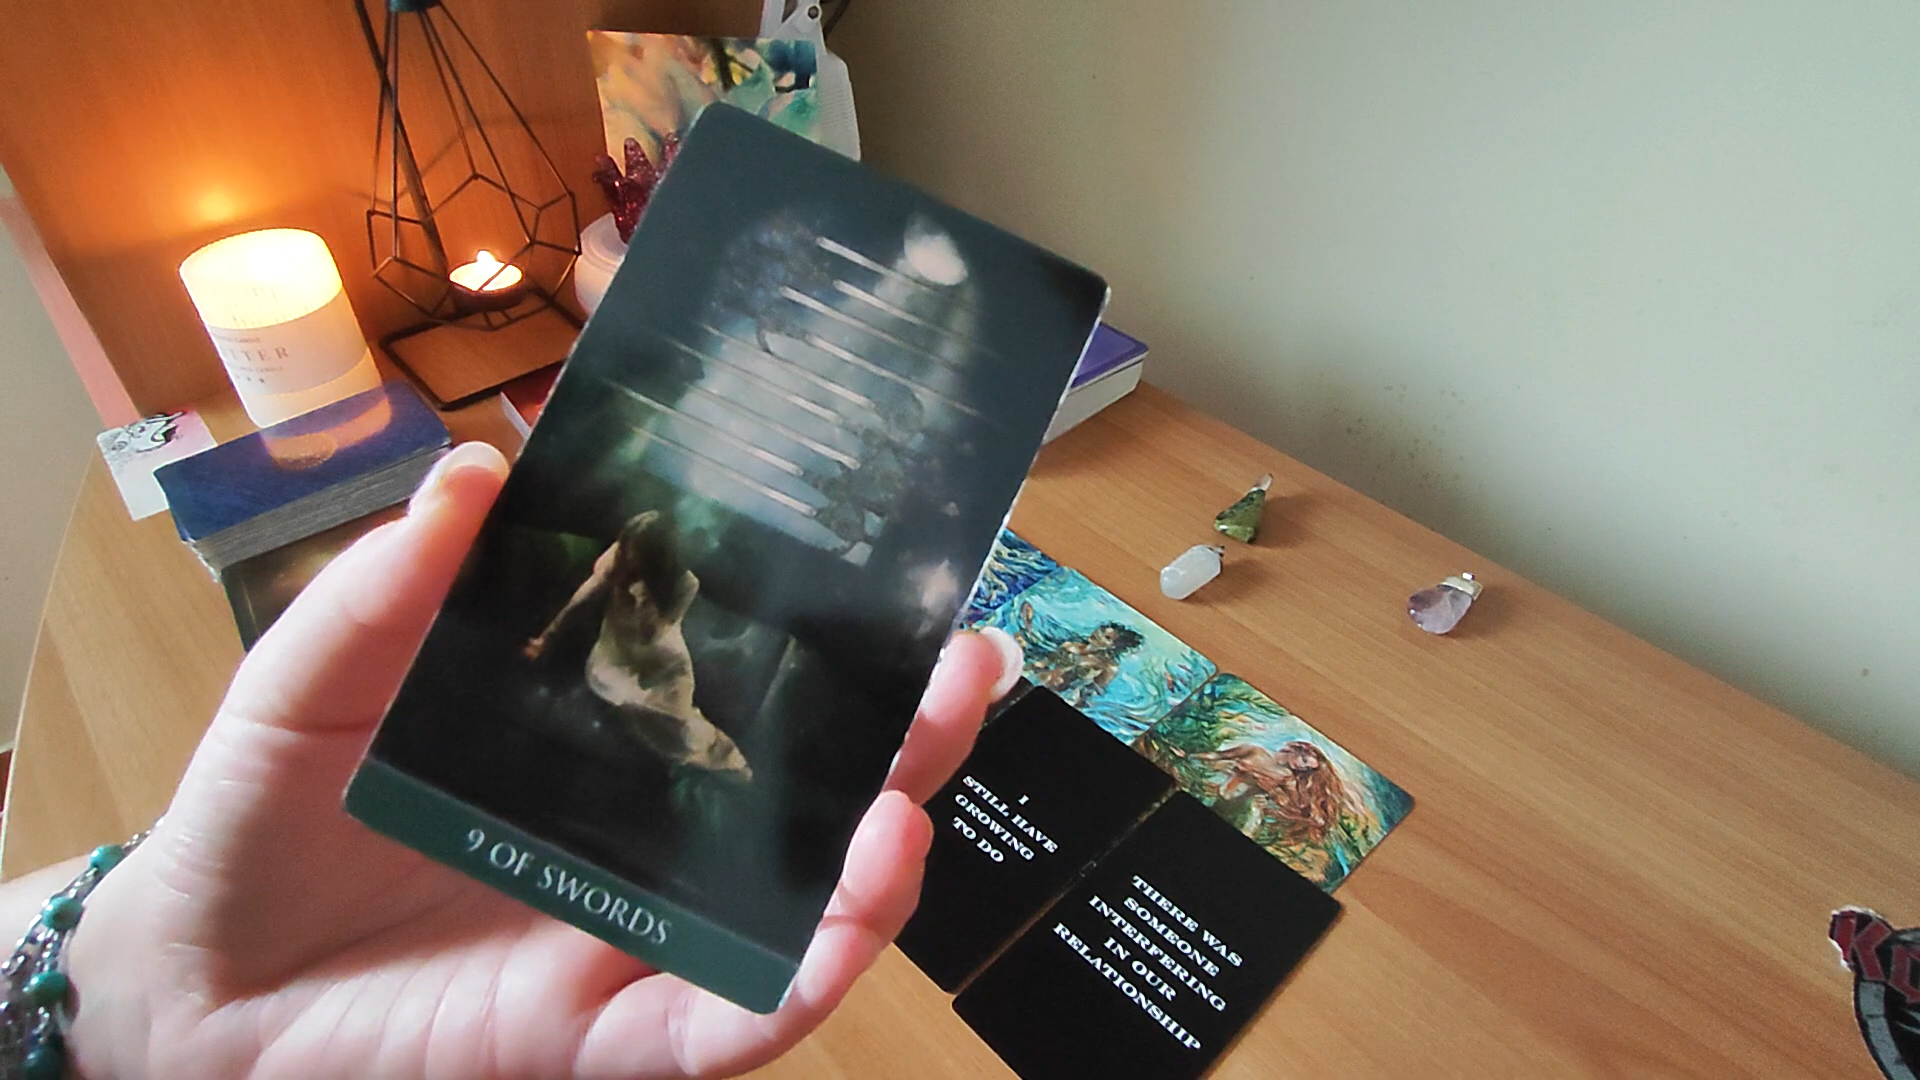 9 OF SWORDS
I
STILL HAVE
GROWING
TO DO
THERE WAS
SOMEONE
INTERFERING
IN OUR
RELATIONSHIP